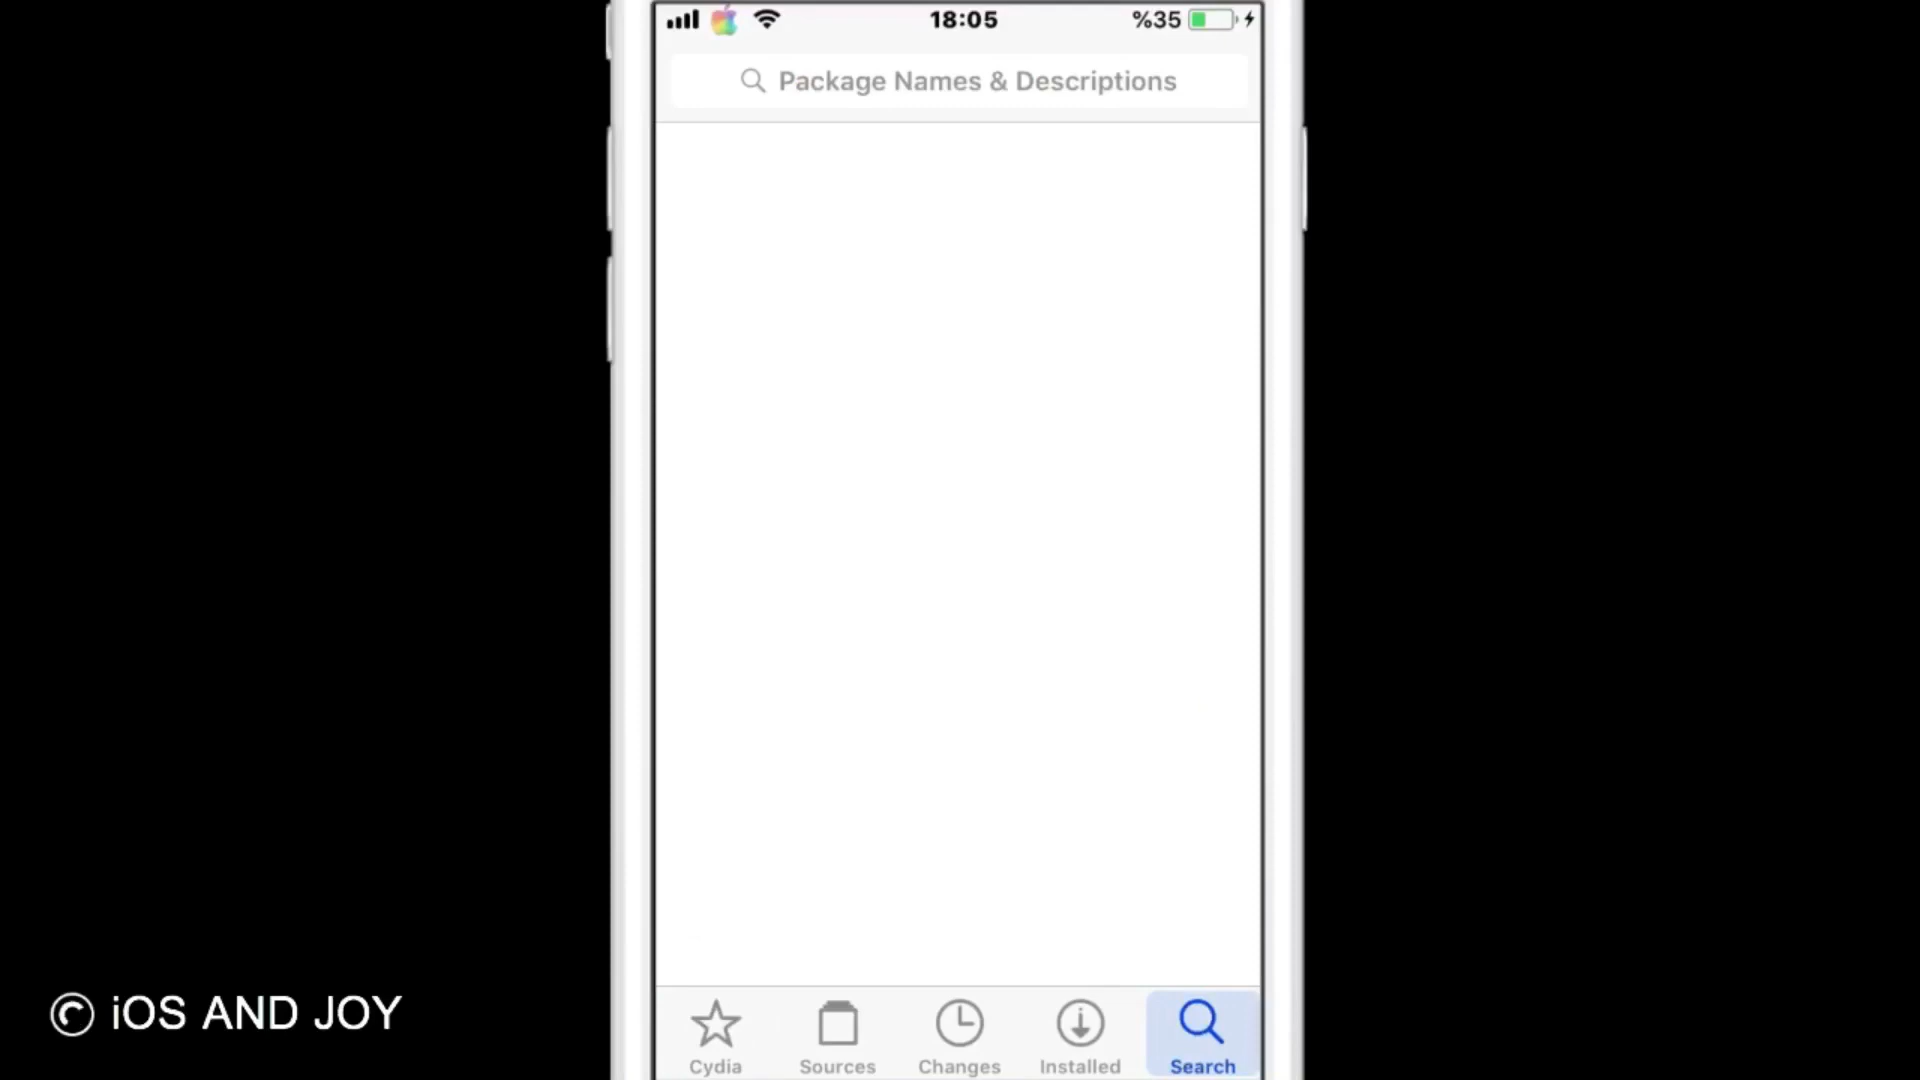 18:05
%35
Package Names & Descriptions
Cydia
Sources
Changes
Installed
Search
© iOS AND JOY